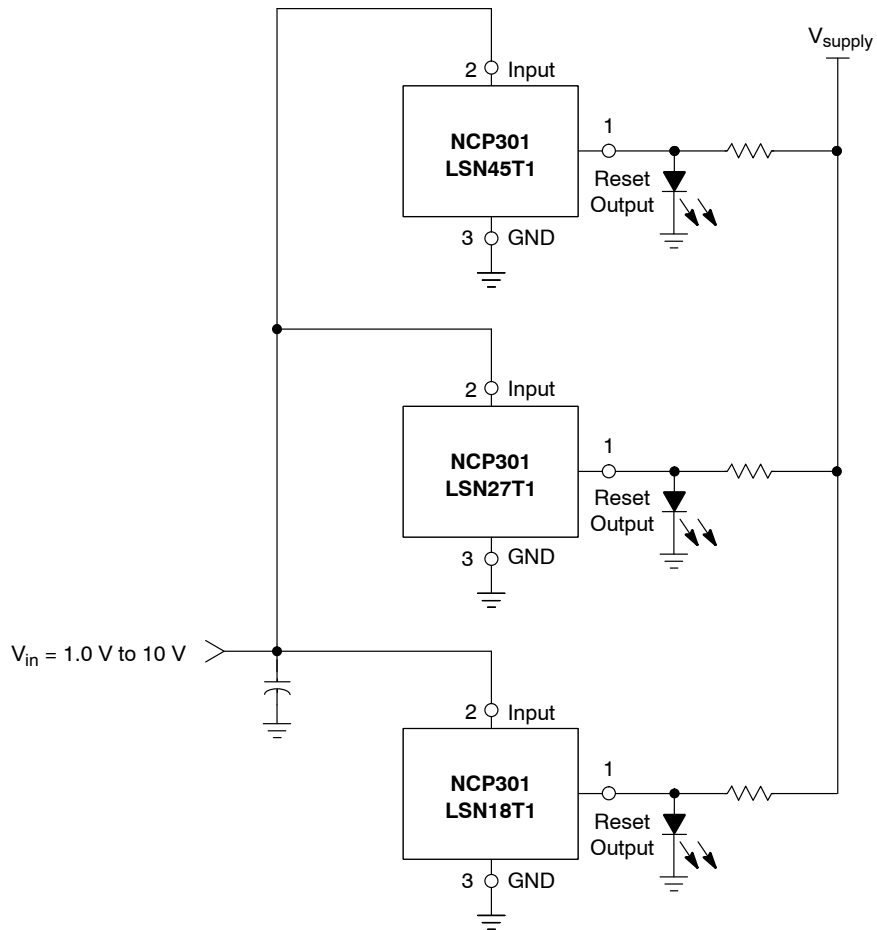 V_supply
2 Input
NCP301
LSN45T1
1
Reset
Output
3 GND
2 Input
NCP301
LSN27T1
1
Reset
Output
3 GND
V_in = 1.0 V to 10 V
2 Input
NCP301
LSN18T1
1
Reset
Output
3 GND